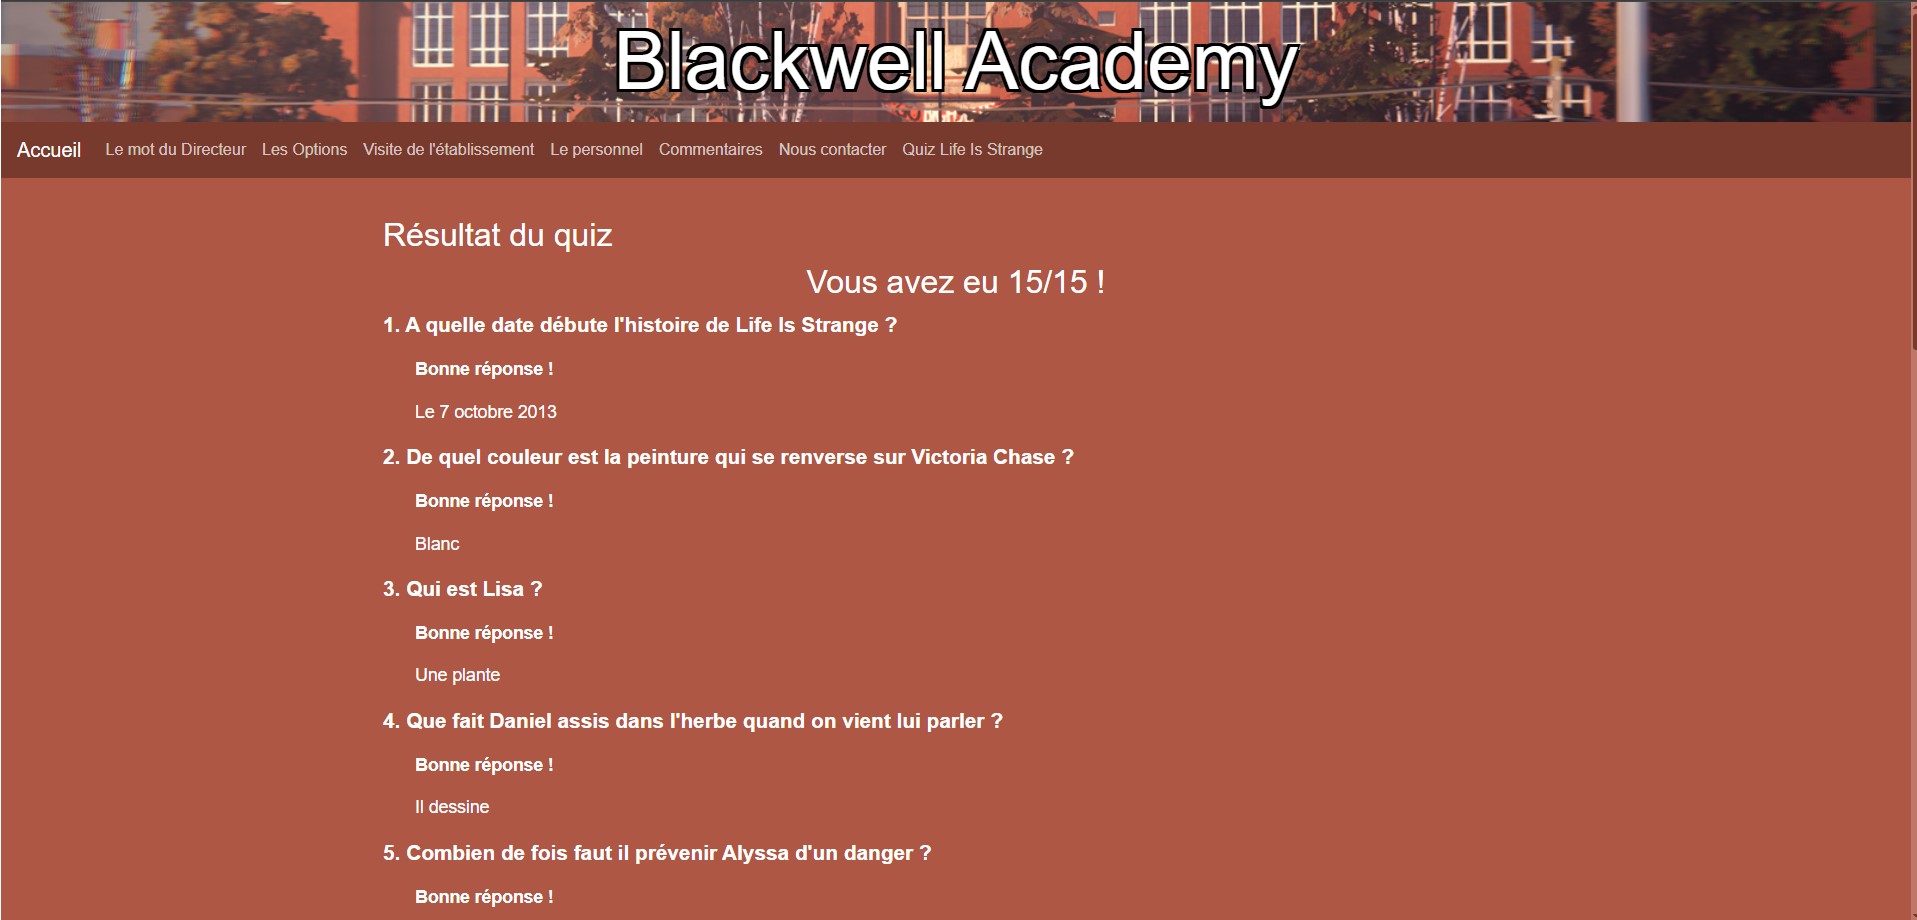 Blackwell Academy
Accueil Le mot du Directeur Les Options Visite de l'établissement Le personnel Commentaires Nous contacter Quiz Life Is Strange
Résultat du quiz
Vous avez eu 15/15 !
1. A quelle date débute l'histoire de Life Is Strange ?
Bonne réponse !
Le 7 octobre 2013
2. De quel couleur est la peinture qui se renverse sur Victoria Chase ?
Bonne réponse !
Blanc
3. Qui est Lisa ?
Bonne réponse !
Une plante
4. Que fait Daniel assis dans l'herbe quand on vient lui parler ?
Bonne réponse !
Il dessine
5. Combien de fois faut il prévenir Alyssa d'un danger ?
Bonne réponse !